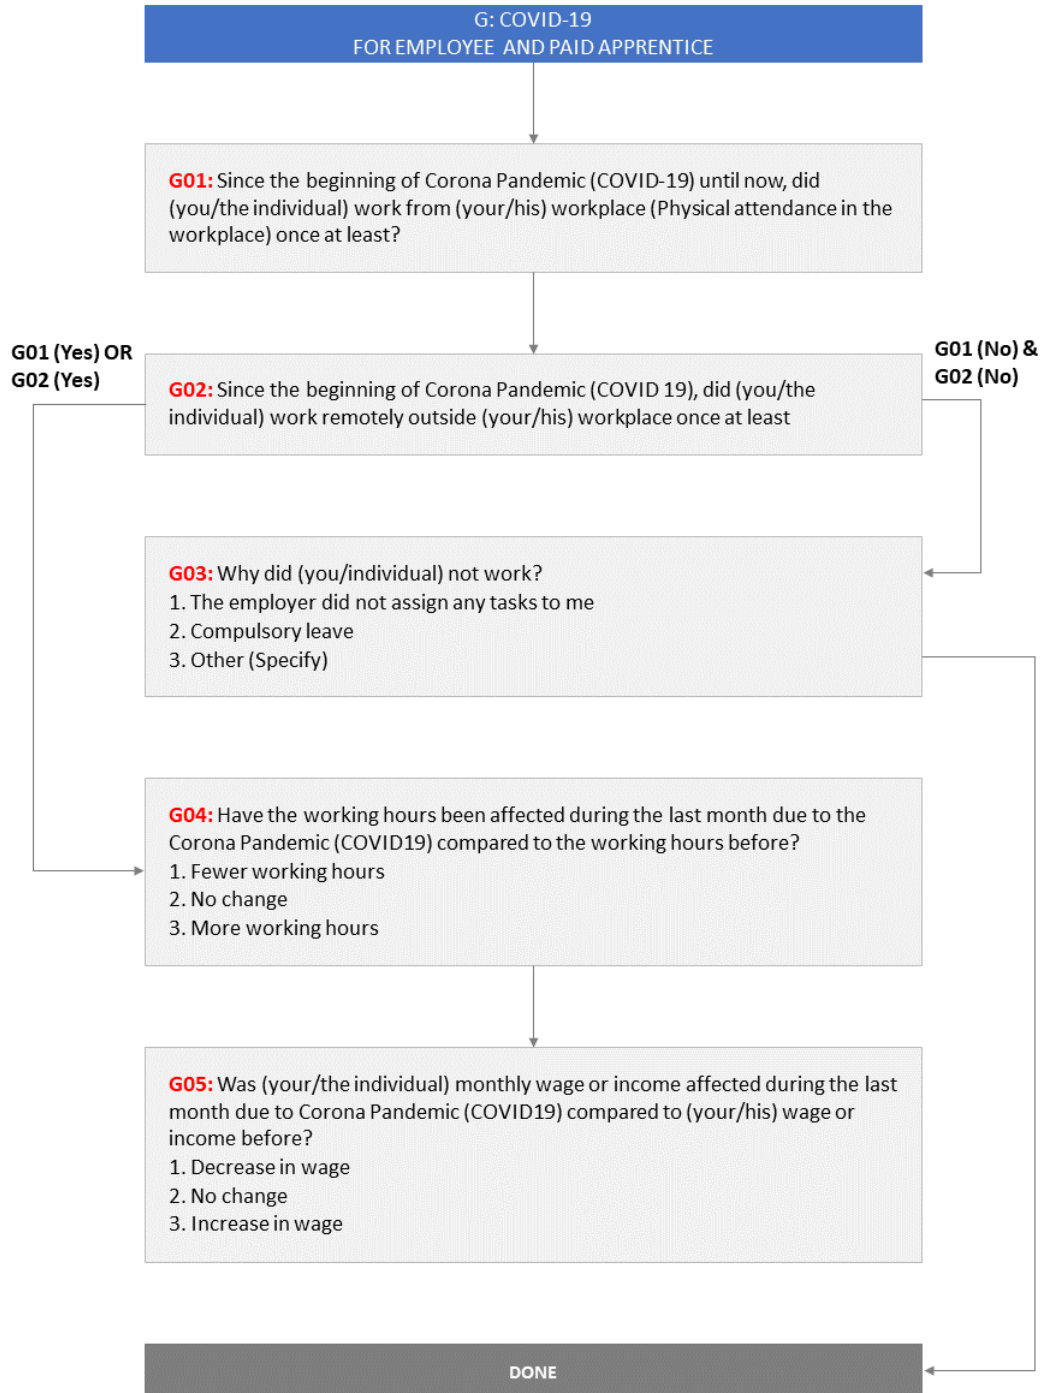 G: COVID-19
FOR EMPLOYEE AND PAID APPRENTICE
G01: Since the beginning of Corona Pandemic (COVID-19) until now, did
(you/the individual) work from (your/his) workplace (Physical attendance in the
workplace) once at least?
G01 (Yes) OR
G02 (Yes)
G01 (No) &
G02 (No)
G02: Since the beginning of Corona Pandemic (COVID 19), did (you/the
individual) work remotely outside (your/his) workplace once at least
G03: Why did (you/individual) not work?
1. The employer did not assign any tasks to me
2. Compulsory leave
3. Other (Specify)
G04: Have the working hours been affected during the last month due to the
Corona Pandemic (COVID19) compared to the working hours before?
1. Fewer working hours
2. No change
3. More working hours
G05: Was (your/the individual) monthly wage or income affected during the last
month due to Corona Pandemic (COVID19) compared to (your/his) wage or
income before?
1. Decrease in wage
2. No change
3. Increase in wage
DONE